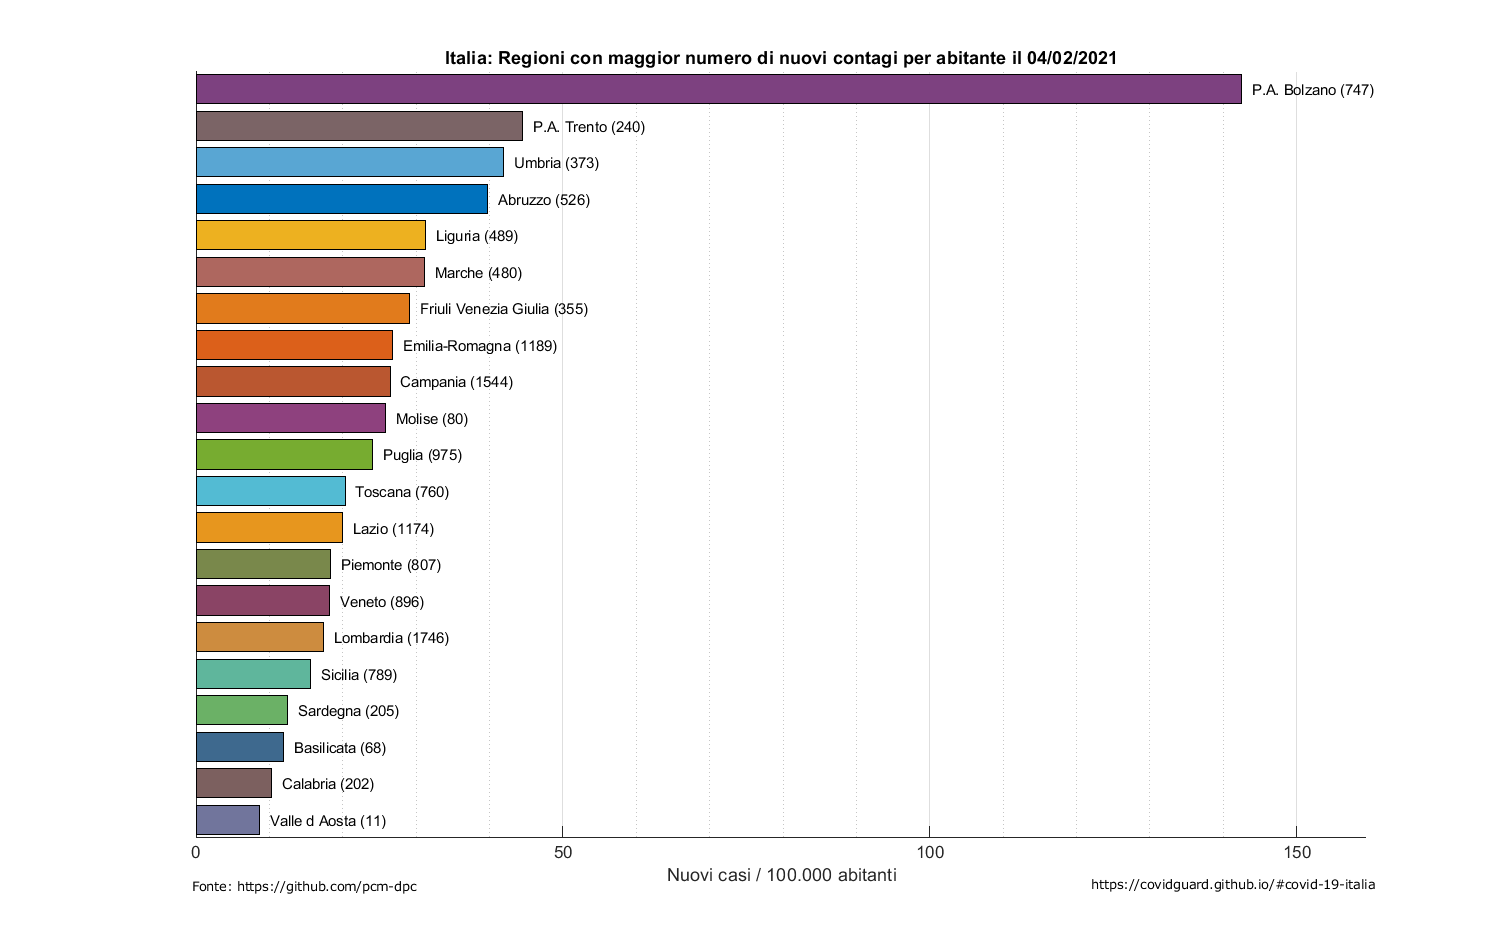 Italia: Regioni con maggior numero di nuovi contagi per abitante il 04/02/2021
P.A. Bolzano (747)
P.A. Trento (240)
Umbria (373)
Abruzzo (526)
Liguria (489)
Marche (480)
Friuli Venezia Giulia (355)
Emilia-Romagna (1189)
Campania (1544)
Molise (80)
Puglia (975)
Toscana (760)
Lazio (1174)
Piemonte (807)
Veneto (896)
Lombardia (1746)
Sicilia (789)
Sardegna (205)
Basilicata (68)
Calabria (202)
Valle d Aosta (11)
0 50 100 150
Nuovi casi / 100.000 abitanti
Fonte: https://github.com/pcm-dpc
https://covidguard.github.io/#covid-19-italia